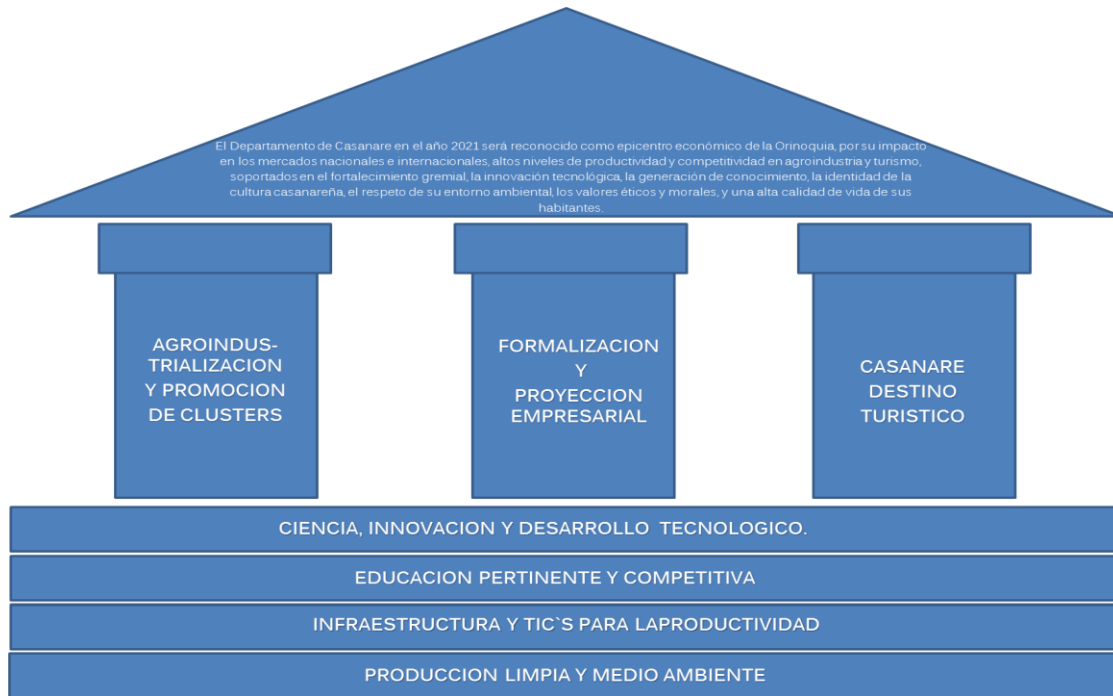 El Departamento de Casanare en el año 2021 será reconocido como epicentro económico de la Orinoquia, por su impacto
en los mercados nacionales e internacionales, altos niveles de productividad y competitividad en agroindustria y turismo,
soportados en el fortalecimiento gremial, la innovación tecnológica, la generación de conocimiento, la identidad de la
cultura casanareña, el respeto de su entorno ambiental, los valores éticos y morales, y una alta calidad de vida de sus
habitantes.
AGROINDUS-
TRIALIZACION
Y PROMOCION
DE CLUSTERS
FORMALIZACION
Y
PROYECCION
EMPRESARIAL
CASANARE
DESTINO
TURISTICO
CIENCIA, INNOVACION Y DESARROLLO TECNOLOGICO.
EDUCACION PERTINENTE Y COMPETITIVA
INFRAESTRUCTURA Y TIC`S PARA LAPRODUCTIVIDAD
PRODUCCION LIMPIA Y MEDIO AMBIENTE